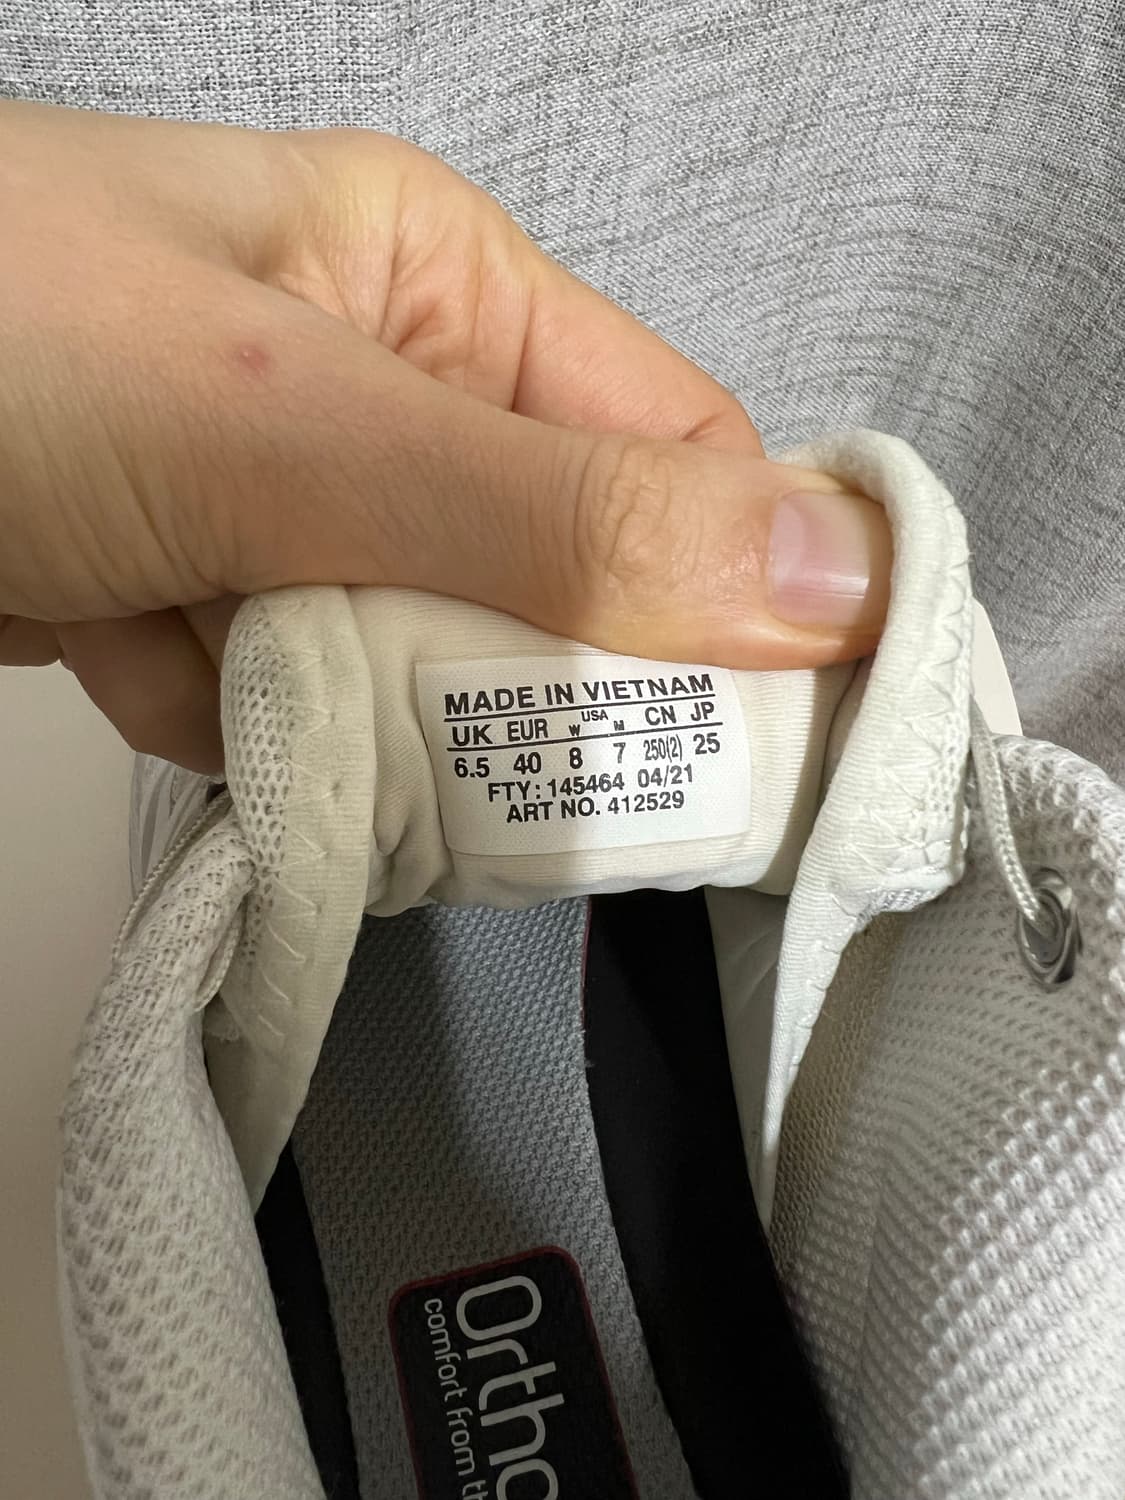 MADE IN VIETNAM
UK EUR W USA M CN JP
6.5 40 8 7 250(2) 25
FTY: 145464 04/21
ART NO. 412529
Ortho
comfort from th